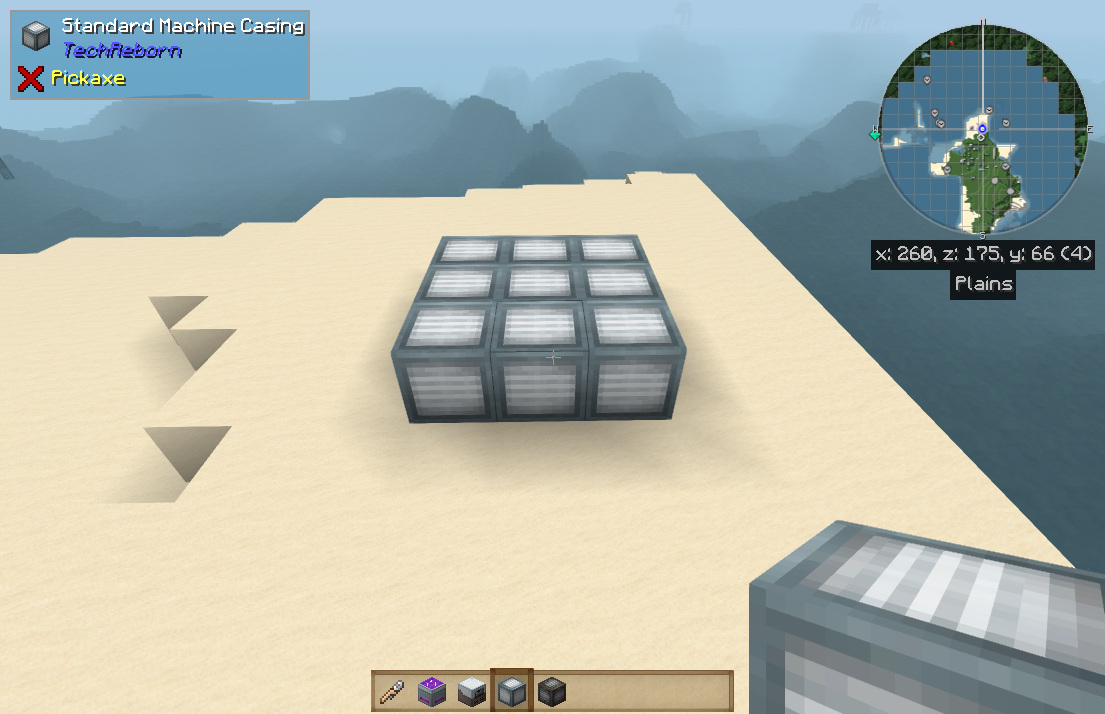 Standard Machine Casing
TechReborn
Pickaxe
N
W
E
S
x: 260, z: 175, y: 66 (4)
Plains